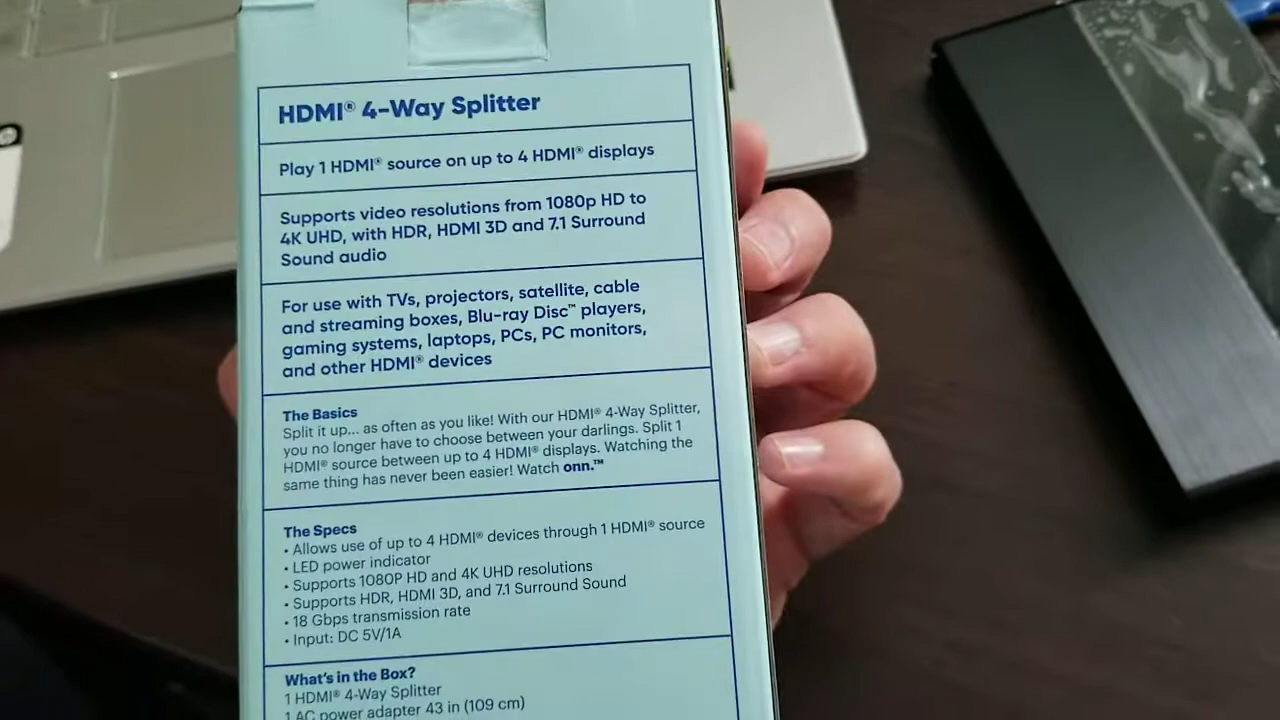 HDMI® 4-Way Splitter
Play 1 HDMI® source on up to 4 HDMI® displays
Supports video resolutions from 1080p HD to
4K UHD, with HDR, HDMI 3D and 7.1 Surround
Sound audio
For use with TVs, projectors, satellite, cable
and streaming boxes, Blu-ray Disc™ players,
gaming systems, laptops, PCs, PC monitors,
and other HDMI® devices
The Basics
Split it up... as often as you like! With our HDMI® 4-Way Splitter,
you no longer have to choose between your darlings. Split 1
HDMI® source between up to 4 HDMI® displays. Watching the
same thing has never been easier! Watch onn.™
The Specs
• Allows use of up to 4 HDMI® devices through 1 HDMI® source
• LED power indicator
• Supports 1080P HD and 4K UHD resolutions
• Supports HDR, HDMI 3D, and 7.1 Surround Sound
• 18 Gbps transmission rate
• Input: DC 5V/1A
What's in the Box?
1 HDMI® 4-Way Splitter
1 AC power adapter 43 in (109 cm)